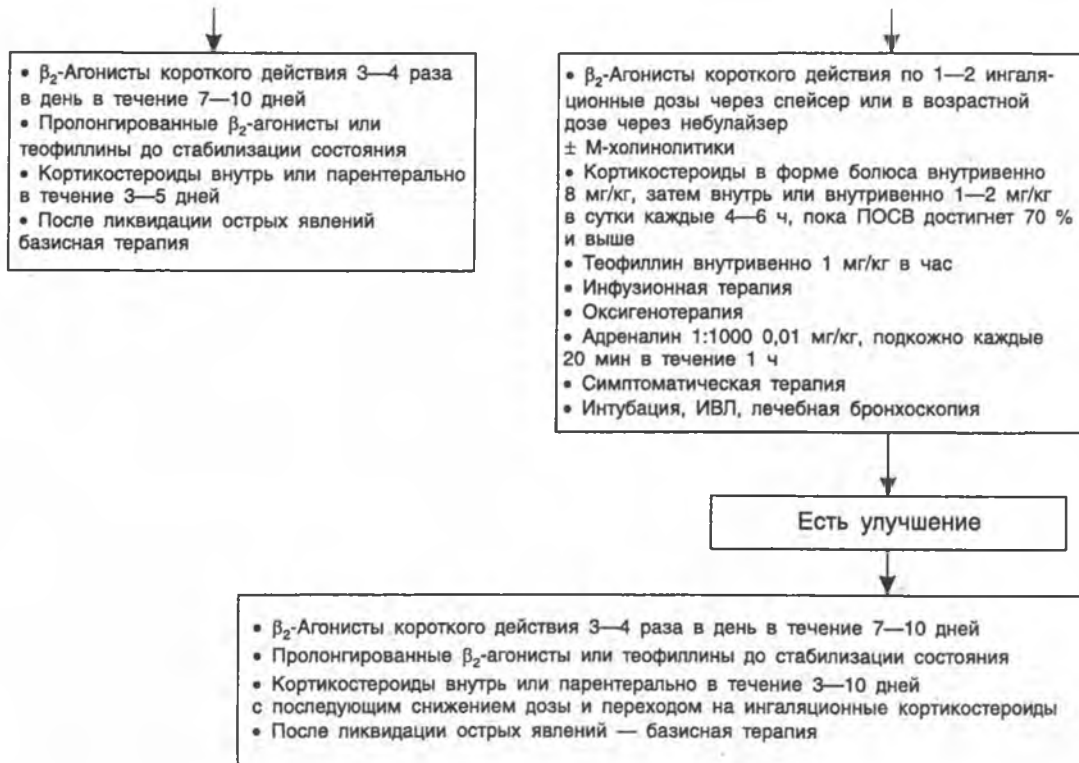 • β₂-Агонисты короткого действия 3—4 раза
в день в течение 7—10 дней
• Пролонгированные β₂-агонисты или
теофиллины до стабилизации состояния
• Кортикостероиды внутрь или парентерально
в течение 3—5 дней
• После ликвидации острых явлений
базисная терапия
• β₂-Агонисты короткого действия по 1—2 ингаля-
ционные дозы через спейсер или в возрастной
дозе через небулайзер
± М-холинолитики
• Кортикостероиды в форме болюса внутривенно
8 мг/кг, затем внутрь или внутривенно 1—2 мг/кг
в сутки каждые 4—6 ч, пока ПОСВ достигнет 70 %
и выше
• Теофиллин внутривенно 1 мг/кг в час
• Инфузионная терапия
• Оксигенотерапия
• Адреналин 1:1000 0,01 мг/кг, подкожно каждые
20 мин в течение 1 ч
• Симптоматическая терапия
• Интубация, ИВЛ, лечебная бронхоскопия
Есть улучшение
• β₂-Агонисты короткого действия 3—4 раза в день в течение 7—10 дней
• Пролонгированные β₂-агонисты или теофиллины до стабилизации состояния
• Кортикостероиды внутрь или парентерально в течение 3—10 дней
с последующим снижением дозы и переходом на ингаляционные кортикостероиды
• После ликвидации острых явлений — базисная терапия